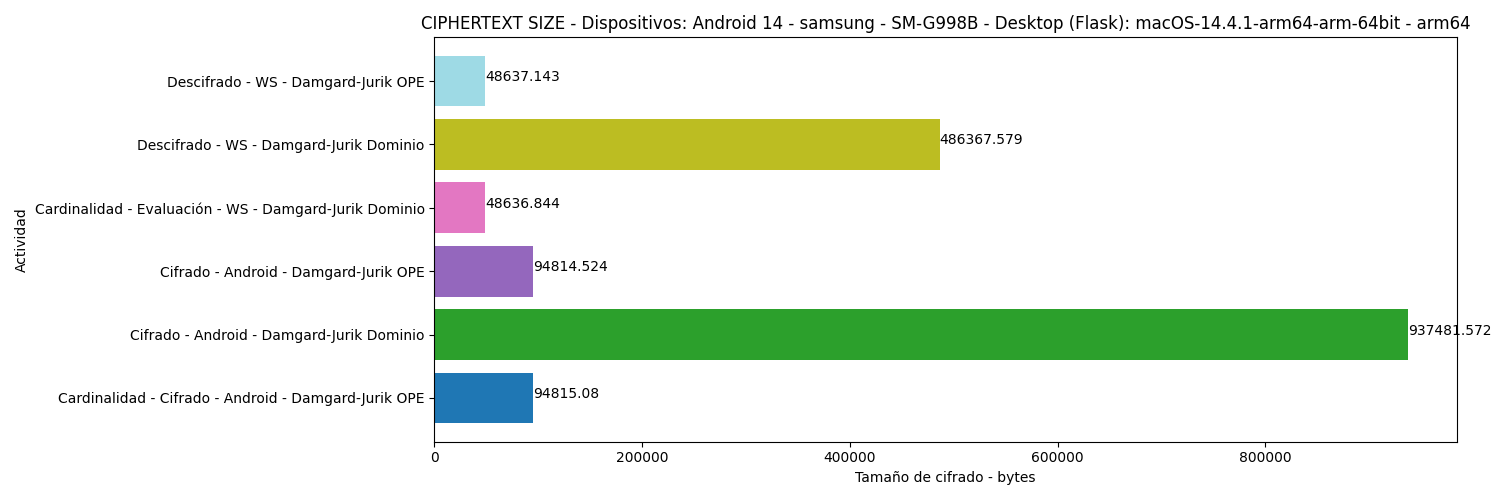 CIPHERTEXT SIZE - Dispositivos: Android 14 - samsung - SM-G998B - Desktop (Flask): macOS-14.4.1-arm64-arm-64bit - arm64
Descifrado - WS - Damgard-Jurik OPE
48637.143
Descifrado - WS - Damgard-Jurik Dominio
486367.579
Cardinalidad - Evaluación - WS - Damgard-Jurik Dominio
48636.844
Cifrado - Android - Damgard-Jurik OPE
94814.524
Cifrado - Android - Damgard-Jurik Dominio
937481.572
Cardinalidad - Cifrado - Android - Damgard-Jurik OPE
94815.08
Actividad
0 200000 400000 600000 800000
Tamaño de cifrado - bytes